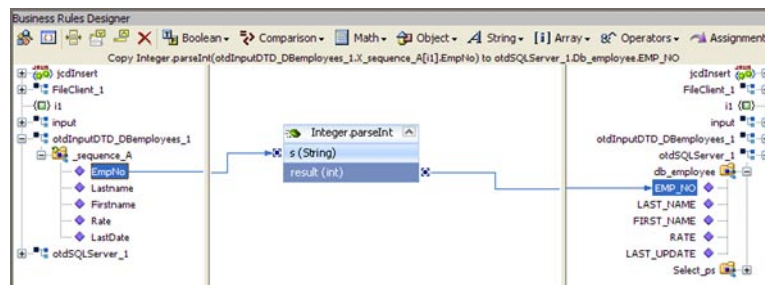 Business Rules Designer
Boolean Comparison Math Object String Array Operators Assignment
Copy Integer.parseInt(otdInputDTD_DBemployees_1.X_sequence_A[i1].EmpNo) to otdSQLServer_1.Db_employee.EMP_NO
jcdInsert
FileClient_1
i1
input
otdInputDTD_DBemployees_1
_sequence_A
EmpNo
Lastname
Firstname
Rate
LastDate
otdSQLServer_1
Integer.parseInt
s (String)
result (int)
jcdInsert
FileClient_1
i1
input
otdInputDTD_DBemployees_1
otdSQLServer_1
db_employee
EMP_NO
LAST_NAME
FIRST_NAME
RATE
LAST_UPDATE
Select_ps